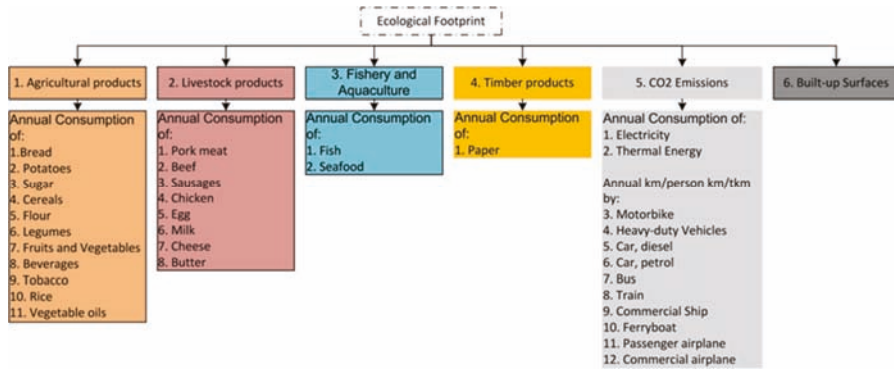 Ecological Footprint
1. Agricultural products
2. Livestock products
3. Fishery and
Aquaculture
4. Timber products
5. CO2 Emissions
6. Built-up Surfaces
Annual Consumption
of:
1.Bread
2. Potatoes
3. Sugar
4. Cereals
5. Flour
6. Legumes
7. Fruits and Vegetables
8. Beverages
9. Tobacco
10. Rice
11. Vegetable oils
Annual Consumption
of:
1. Pork meat
2. Beef
3. Sausages
4. Chicken
5. Egg
6. Milk
7. Cheese
8. Butter
Annual Consumption
of:
1. Fish
2. Seafood
Annual Consumption
of:
1. Paper
Annual Consumption of:
1. Electricity
2. Thermal Energy
Annual km/person km/tkm
by:
3. Motorbike
4. Heavy-duty Vehicles
5. Car, diesel
6. Car, petrol
7. Bus
8. Train
9. Commercial Ship
10. Ferryboat
11. Passenger airplane
12. Commercial airplane